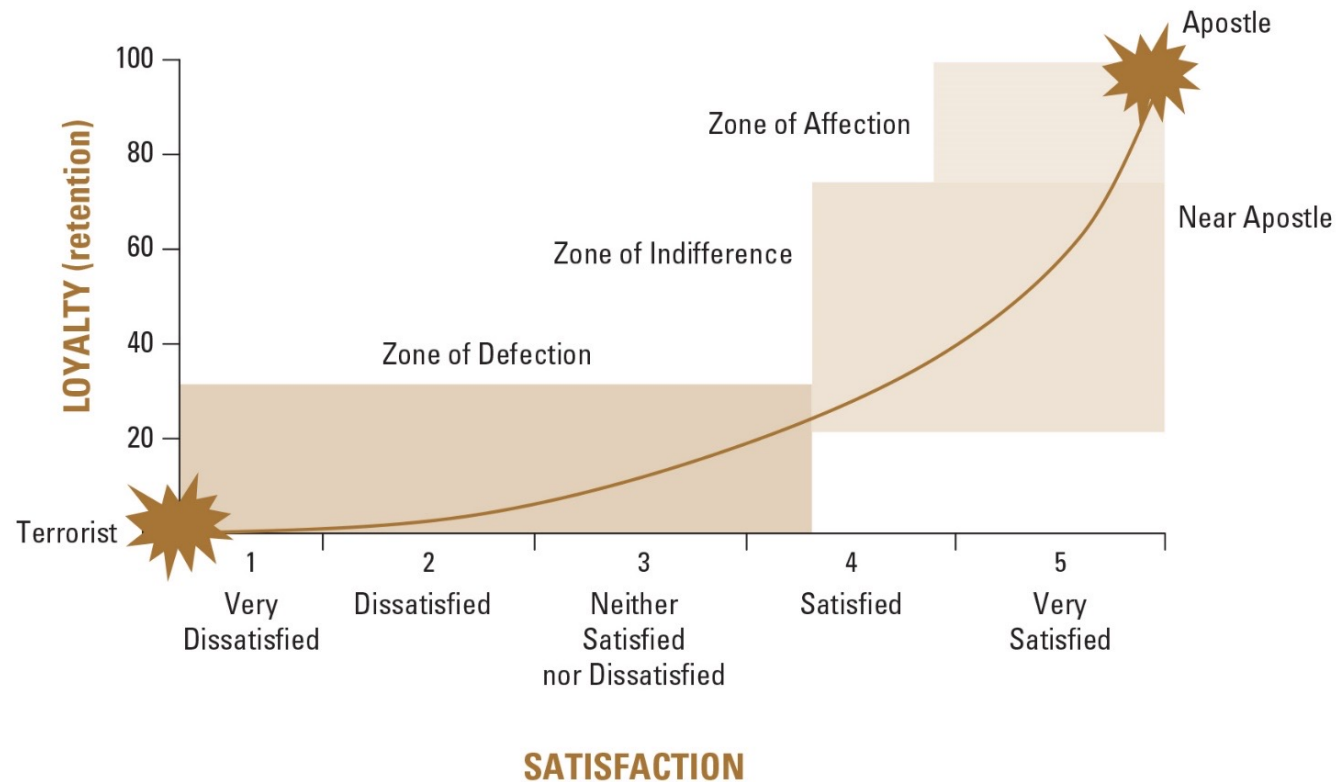 Apostle
100
Zone of Affection
80
Near Apostle
Zone of Indifference
60
LOYALTY (retention)
40
Zone of Defection
20
Terrorist
1 2 3 4 5
Very Dissatisfied Neither Satisfied Very
Dissatisfied Satisfied Satisfied
nor Dissatisfied
SATISFACTION